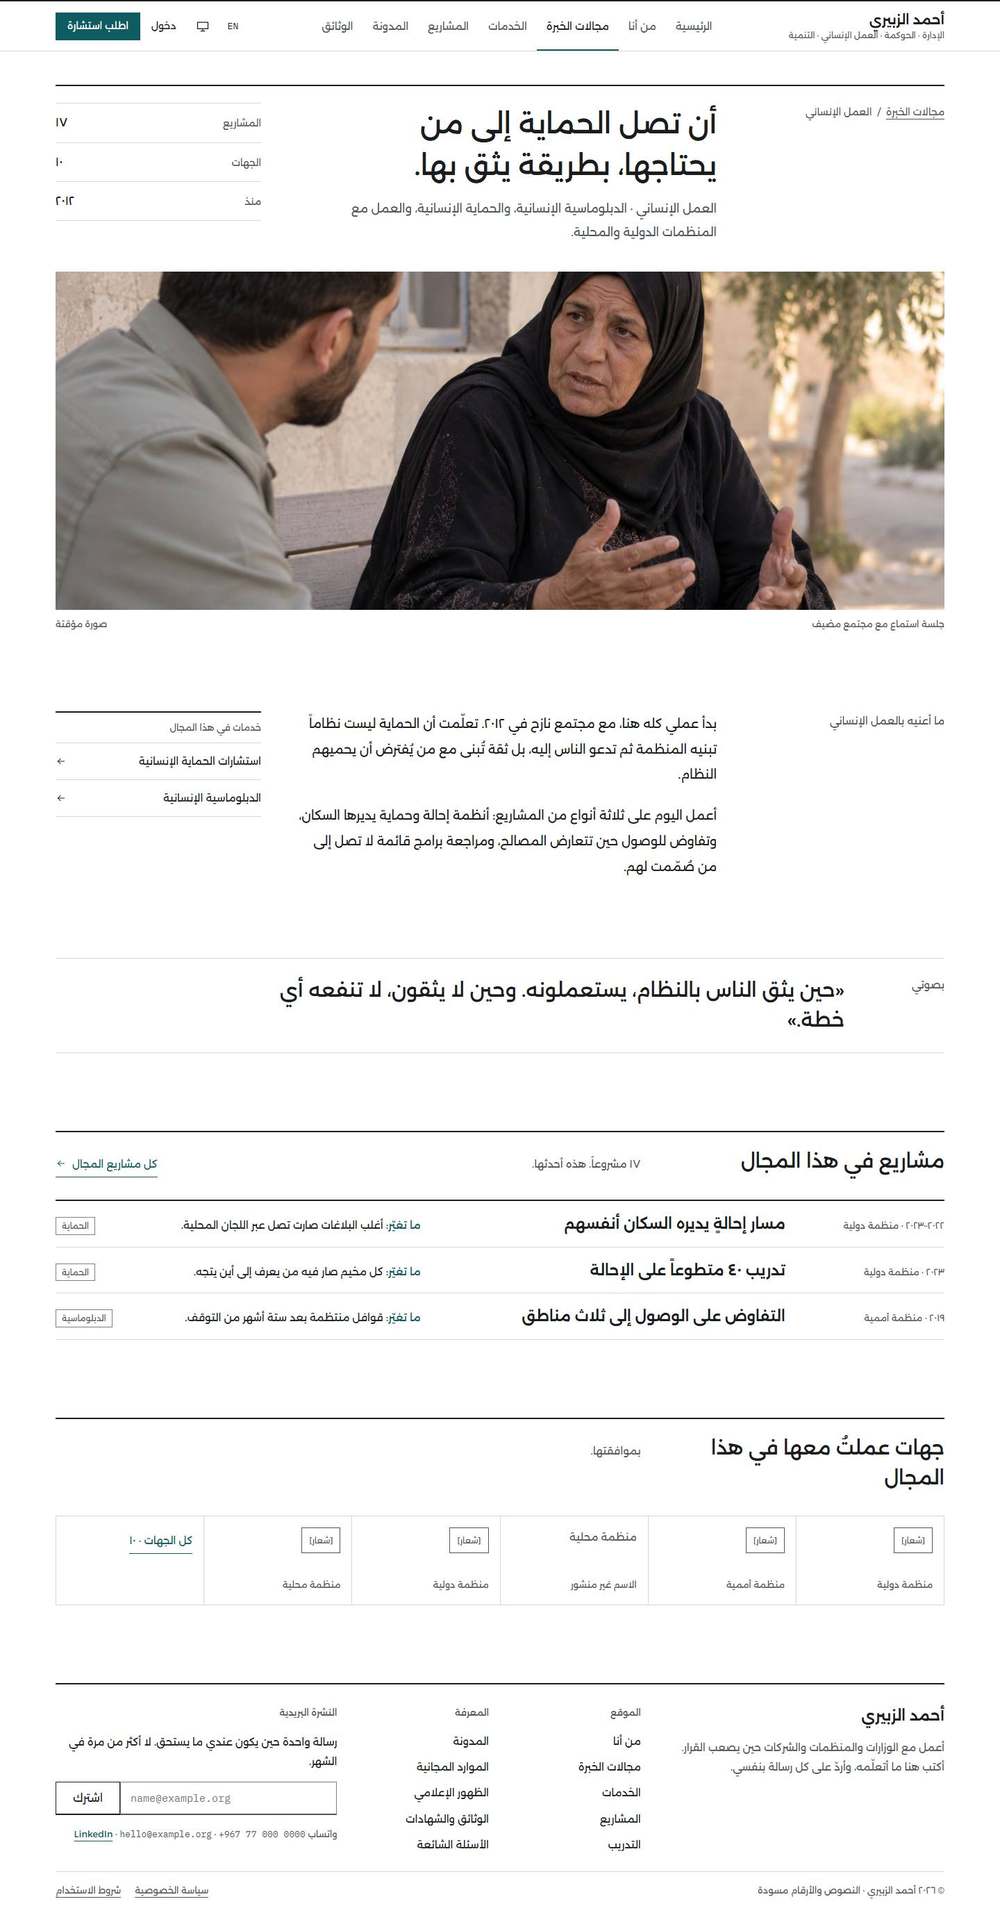 أحمد الزبيري
الإدارة · الحوكمة · العمل الإنساني · التنمية
الرئيسية
من أنا
مجالات الخبرة
الخدمات
المشاريع
المدونة
الوثائق
EN
دخول
اطلب استشارة
مجالات الخبرة / العمل الإنساني
أن تصل الحماية إلى من
يحتاجها، بطريقة يثق بها.
العمل الإنساني · الدبلوماسية الإنسانية، والحماية الإنسانية، والعمل مع
المنظمات الدولية والمحلية.
المشاريع ١٧
الجهات ١٠
منذ ٢٠١٢
جلسة استماع مع مجتمع مضيف
صورة مؤقتة
ما أعنيه بالعمل الإنساني
بدأ عملي كله هنا، مع مجتمع نازح في ٢٠١٢. تعلّمت أن الحماية ليست نظاماً
تبنيه المنظمة ثم تدعو الناس إليه، بل ثقة تُبنى مع من يُفترض أن يحميهم
النظام.
أعمل اليوم على ثلاثة أنواع من المشاريع: أنظمة إحالة وحماية يديرها السكان،
وتفاوض للوصول حين تتعارض المصالح، ومراجعة برامج قائمة لا تصل إلى
من صُمّمت لهم.
خدمات في هذا المجال
استشارات الحماية الإنسانية ←
الدبلوماسية الإنسانية ←
بصوتي
«حين يثق الناس بالنظام، يستعملونه. وحين لا يثقون، لا تنفعه أي
خطة.»
مشاريع في هذا المجال
١٧ مشروعاً. هذه أحدثها.
كل مشاريع المجال ←
٢٠٢٢–٢٠٢٣ · منظمة دولية
مسار إحالةٍ يديره السكان أنفسهم
ما تغيّر: أغلب البلاغات صارت تصل عبر اللجان المحلية.
الحماية
٢٠٢٣ · منظمة دولية
تدريب ٤٠ متطوعاً على الإحالة
ما تغيّر: كل مخيم صار فيه من يعرف إلى أين يتجه.
الحماية
٢٠١٩ · منظمة أممية
التفاوض على الوصول إلى ثلاث مناطق
ما تغيّر: قوافل منتظمة بعد ستة أشهر من التوقف.
الدبلوماسية
جهات عملتُ معها في هذا
المجال
بموافقتها.
[شعار]
منظمة دولية
[شعار]
منظمة أممية
منظمة محلية
الاسم غير منشور
[شعار]
منظمة دولية
[شعار]
منظمة محلية
كل الجهات · ١٠
أحمد الزبيري
أعمل مع الوزارات والمنظمات والشركات حين يصعب القرار.
أكتب هنا ما أتعلّمه، وأردّ على كل رسالة بنفسي.
الموقع
من أنا
مجالات الخبرة
الخدمات
المشاريع
التدريب
المعرفة
المدونة
الموارد المجانية
الظهور الإعلامي
الوثائق والشهادات
الأسئلة الشائعة
النشرة البريدية
رسالة واحدة حين يكون عندي ما يستحق. لا أكثر من مرة في
الشهر.
name@example.org
اشترك
واتساب +967 77 000 0000 · hello@example.org · LinkedIn
© ٢٠٢٦ أحمد الزبيري · النصوص والأرقام مسودة
سياسة الخصوصية
شروط الاستخدام